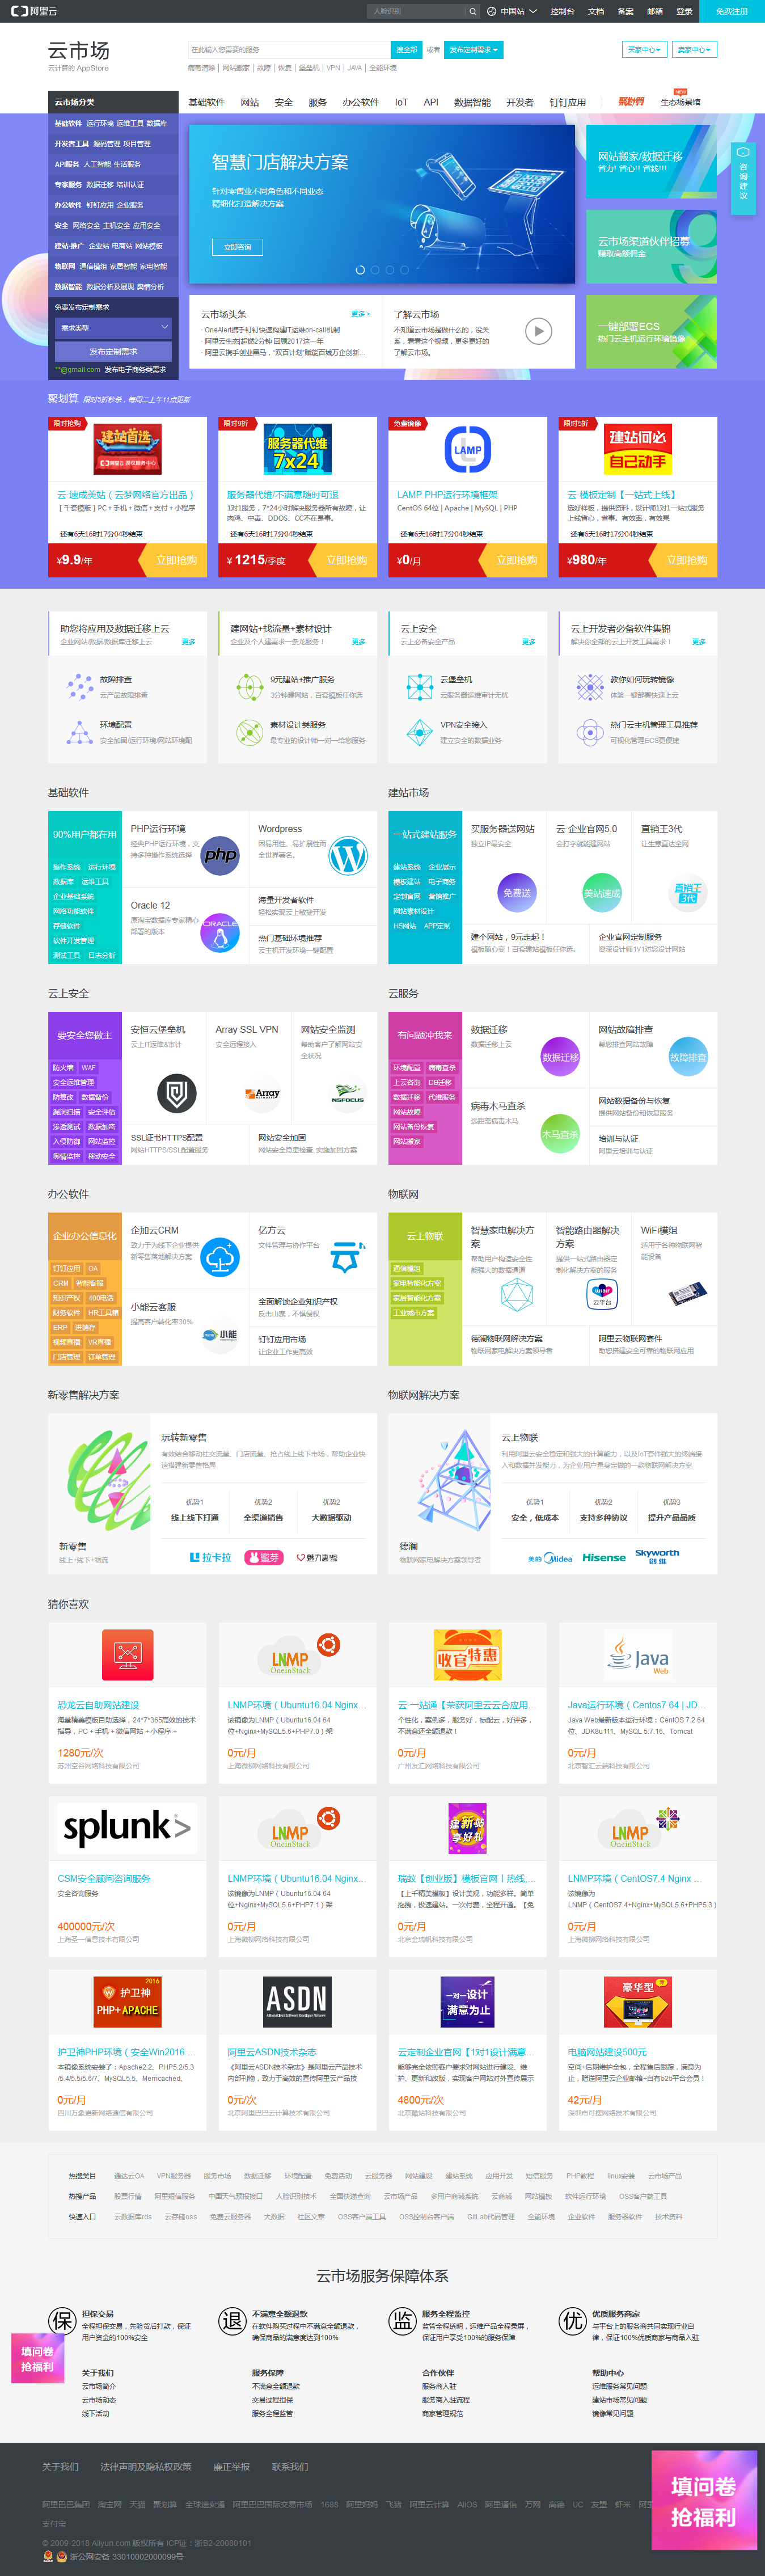 阿里云
人脸识别
中国站 控制台 文档 备案 邮箱 登录 免费注册
云市场
云计算的 AppStore
在此输入您需要的服务 搜全部 或者 发布定制需求
病毒清除 | 网站搬家 | 故障 | 恢复 | 堡垒机 | VPN | JAVA | 全能环境
买家中心 卖家中心
云市场分类 基础软件 网站 安全 服务 办公软件 IoT API 数据智能 开发者 钉钉应用 聚划算 生态场景馆
NEW
基础软件 运行环境 运维工具 数据库
开发者工具 源码管理 项目管理
API服务 人工智能 生活服务
专家服务 数据迁移 培训认证
办公软件 钉钉应用 企业服务
安全 网络安全 主机安全 应用安全
建站·推广 企业站 电商站 网站模板
物联网 通信模组 家居智能 家电智能
数据智能 数据分析及展现 舆情分析
免费发布定制需求
需求类型
发布定制需求
**@gmail.com 发布电子商务类需求
智慧门店解决方案
针对零售业不同角色和不同业态
精细化打造解决方案
立即咨询
网站搬家/数据迁移
省力! 省心!! 省钱!!!
云市场渠道伙伴招募
赚取高额佣金
一键部署ECS
热门云主机运行环境镜像
咨询建议
云市场头条 更多 >
· OneAlert携手钉钉快速构建IT运维on-call机制
· 阿里云生态|超燃2分钟 回顾2017这一年
· 阿里云携手创业黑马，"双百计划"赋能百城万企创新...
了解云市场
不知道云市场是做什么的，没关
系，看看这个视频，更多更好的
了解云市场。
聚划算 限时5折秒杀，每周二上午11点更新
限时抢购
建站首选
云·速成美站（云梦网络官方出品）
【千套模版】PC + 手机 + 微信 + 支付 + 小程序
还有6天16时17分04秒结束
¥9.9/年 立即抢购
限时9折
服务器代维
7x24
服务器代维/不满意随时可退
1对1服务，7*24小时解决服务器所有故障，让
肉鸡、中毒、DDOS、CC不在是事。
还有6天16时17分04秒结束
¥ 1215/季度 立即抢购
免费镜像
LAMP
LAMP PHP运行环境框架
CentOS 64位 | Apache | MySQL | PHP
还有6天16时17分04秒结束
¥0/月 立即抢购
限时5折
建站何必
自己动手
云·模板定制【一站式上线】
选好样板，提供资料，设计师1对1一站式服务
上线省心，省事，有效率，有效果
还有6天16时17分04秒结束
¥980/年 立即抢购
助您将应用及数据迁移上云
企业网站/数据/数据库迁移上云 更多
故障排查
云产品故障排查
环境配置
安全加固/运行环境/网站环境配
建网站+找流量+素材设计
企业及个人建需求一条龙服务！ 更多
9元建站+推广服务
3分钟建网站，百套模板任你选
素材设计类服务
最专业的设计师一对一给您服务
云上安全
云上必备安全产品 更多
云堡垒机
云服务器运维审计无忧
VPN安全接入
建立安全的数据业务
云上开发者必备软件集锦
解决你全部的云上开发工具需求！ 更多
教你如何玩转镜像
体验一键部署快速上云
热门云主机管理工具推荐
可视化管理ECS更便捷
基础软件
90%用户都在用
操作系统 运行环境
数据库 运维工具
企业基础系统
网络功能软件
存储软件
软件开发管理
测试工具 日志分析
PHP运行环境
经典PHP运行环境，支
持多种操作系统选择
php
Wordpress
因易用性、易扩展性而
全世界著名。
Oracle 12
原淘宝数据库专家精心
部署的版本
ORACLE
海量开发者软件
轻松实现云上敏捷开发
热门基础环境推荐
云主机开发环境一键配置
建站市场
一站式建站服务
建站系统 企业展示
模板建站 电子商务
定制官网 营销推广
网站素材设计
H5网站 APP定制
买服务器送网站
独立IP最安全
免费送
云·企业官网5.0
会打字就能建网站
美站速成
直销王3代
让生意直达全网
直销王
3代
建个网站，9元走起！
模板随心变！百套建站模板任你选。
企业官网定制服务
资深设计师1V1对您设计网站
云上安全
要安全您做主
防火墙 WAF
安全运维管理
防篡改 数据备份
漏洞扫描 安全评估
渗透测试 数据加密
入侵防御 网站监控
舆情监控 移动安全
安恒云堡垒机
云上IT运维&审计
Array SSL VPN
安全远程接入
Array
网站安全监测
帮助客户了解网站安
全状况
NSFOCUS
SSL证书HTTPS配置
网站HTTPS/SSL配置服务
网站安全加固
网站安全隐患检查, 实施加固方案
云服务
有问题冲我来
环境配置 病毒查杀
上云咨询 DB迁移
数据迁移 代维服务
网站故障
网站备份恢复
网站搬家
数据迁移
数据迁移上云
数据迁移
网站故障排查
帮您排查网站故障
故障排查
病毒木马查杀
远距离病毒木马
木马查杀
网站数据备份与恢复
提供网站备份和恢复服务
培训与认证
阿里云培训与认证
办公软件
企业办公信息化
钉钉应用 OA
CRM 智能客服
知识产权 400电话
财务软件 HR工具箱
ERP 进销存
视频直播 VR直播
门店管理 订单管理
企加云CRM
致力于为线下企业提供
新零售落地解决方案
亿方云
文件管理与协作平台
小能云客服
提高客户转化率30%
小能
全面解读企业知识产权
反击山寨，不惧侵权
钉钉应用市场
让企业工作更高效
物联网
云上物联
通信模组
家电智能化方案
家居智能化方案
工业城市方案
智慧家电解决方
案
帮助用户构造安全性
能强大的数据通道
智能路由器解决
方案
提供一站式路由器定
制化解决方案的服务
云平台
WiFi模组
适用于各种物联网智
能设备
德澜物联网解决方案
物联网家电解决方案领导者
阿里云物联网套件
助您搭建安全可靠的物联网应用
新零售解决方案
新零售
线上+线下+物流
玩转新零售
有效结合移动社交流量、门店流量、抢占线上线下市场，帮助企业快
速搭建新零售格局
优势1 优势2 优势2
线上线下打通 全渠道销售 大数据驱动
拉卡拉 蜜芽 魅力惠
物联网解决方案
德澜
物联网家电解决方案领导者
云上物联
利用阿里云安全稳定和强大的计算能力，以及IoT套件强大的终端接
入和数据并发能力，为企业用户量身定做的一款物联网解决方案
优势1 优势2 优势3
安全，低成本 支持多种协议 提升产品品质
美的 Midea Hisense Skyworth 创维
猜你喜欢
恐龙云自助网站建设
海量精美模板自助选择，24*7*365高效的技术
指导，PC + 手机 + 微信网站 + 小程序 +
1280元/次
苏州空谷网络科技有限公司
LNMP
OneinStack
LNMP环境（Ubuntu16.04 Nginx...
该镜像为LNMP（Ubuntu16.04 64
位+Nginx+MySQL5.6+PHP7.0）架
0元/月
上海微柳网络科技有限公司
收官特惠
云·一站通【荣获阿里云云合应用...
个性化，案例多，服务好，标配云，好评多，
不满意还全额退款！
0元/月
广州友汇网络科技有限公司
Java
Web
Java运行环境（Centos7 64 | JD...
Java Web最新版本运行环境：CentOS 7.2 64
位、JDK8u111、MySQL 5.7.16、Tomcat
0元/月
北京智汇云端科技有限公司
splunk>
CSM安全顾问咨询服务
安全咨询服务
400000元/次
上海圣一信息技术有限公司
LNMP
OneinStack
LNMP环境（Ubuntu16.04 Nginx...
该镜像为LNMP（Ubuntu16.04 64
位+Nginx+MySQL5.6+PHP7.1）架
0元/月
上海微柳网络科技有限公司
建新站
享好礼
瑞蚁【创业版】模板官网丨热线,...
【上千精美模板】设计美观，功能多样。简单
拖拽，极速建站。一次付费，全程开通。【免
0元/月
北京金瑞帆科技有限公司
LNMP
OneinStack
LNMP环境（CentOS7.4 Nginx ...
该镜像为
LNMP（CentOS7.4+Nginx+MySQL5.6+PHP5.3）
0元/月
上海微柳网络科技有限公司
护卫神 2016
PHP+APACHE
护卫神PHP环境（安全Win2016 ...
本镜像系统安装了：Apache2.2、PHP5.2/5.3
/5.4/5.5/5.6/7、MySQL5.5、Memcached,
0元/月
四川万象更新网络通信有限公司
ASDN
阿里云ASDN技术杂志
《阿里云ASDN技术杂志》是阿里云产品技术
内部刊物，致力于高效的宣传阿里云产品技
0元/次
北京阿里巴巴云计算技术有限公司
一对一设计
满意为止
云定制企业官网【1对1设计满意...
能够完全依照客户要求对网站进行建设、维
护、更新和改版，实现客户网站对外宣传展示
4800元/次
北京酷站科技有限公司
豪华型
电脑网站建设500元
空间+后期维护全包，全程售后跟踪，满意为
止，赠送阿里云企业邮箱+自有b2b平台会员！
42元/月
深圳市可搜网络技术有限公司
热搜类目 通达云OA VPN服务器 服务市场 数据迁移 环境配置 免费活动 云服务器 网站建设 建站系统 应用开发 短信服务 PHP教程 linux安装 云市场产品
热搜产品 股票行情 阿里短信服务 中国天气预报接口 人脸识别技术 全国快递查询 云市场产品 多用户商城系统 云商城 网站模板 软件运行环境 OSS客户端工具
快速入口 云数据库rds 云存储oss 免费云服务器 大数据 社区文章 OSS客户端工具 OSS控制台客户端 GitLab代码管理 全能环境 企业软件 服务器软件 技术资料
云市场服务保障体系
保 担保交易
全程担保交易，先验货后打款，保证
用户资金的100%安全
退 不满意全额退款
在软件购买过程中不满意全额退款，
确保商品的满意度达到100%
监 服务全程监控
监管全程透明，运维产品全程录屏，
保证用户享受100%的服务保障
优 优质服务商家
与平台上的服务商共同实现行业自
律，保证100%优质商家与商品入驻
填问卷
抢福利
关于我们 服务保障 合作伙伴 帮助中心
云市场简介 不满意全额退款 服务商入驻 运维服务常见问题
云市场动态 交易过程担保 服务商入驻流程 建站市场常见问题
线下活动 服务全程监管 商家管理规范 镜像常见问题
关于我们 法律声明及隐私权政策 廉正举报 联系我们
阿里巴巴集团 淘宝网 天猫 聚划算 全球速卖通 阿里巴巴国际交易市场 1688 阿里妈妈 飞猪 阿里云计算 AliOS 阿里通信 万网 高德 UC 友盟 虾米 阿里
支付宝
© 2009-2018 Aliyun.com 版权所有 ICP证：浙B2-20080101
浙公网安备 33010002000099号
填问卷
抢福利